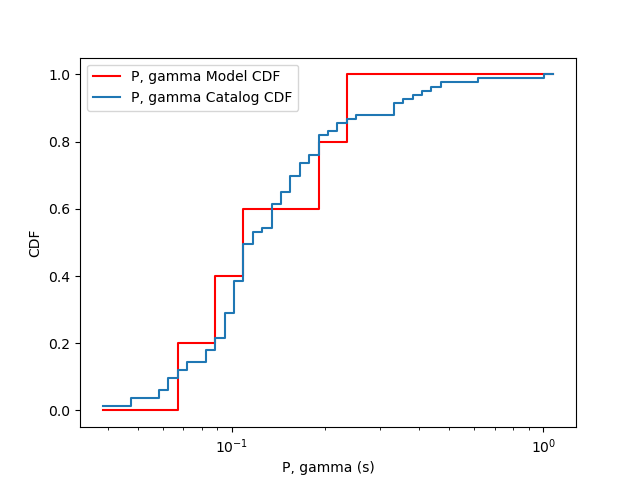 P, gamma Model CDF
P, gamma Catalog CDF
1.0
0.8
0.6
0.4
0.2
0.0
CDF
10⁻¹ 10⁰
P, gamma (s)